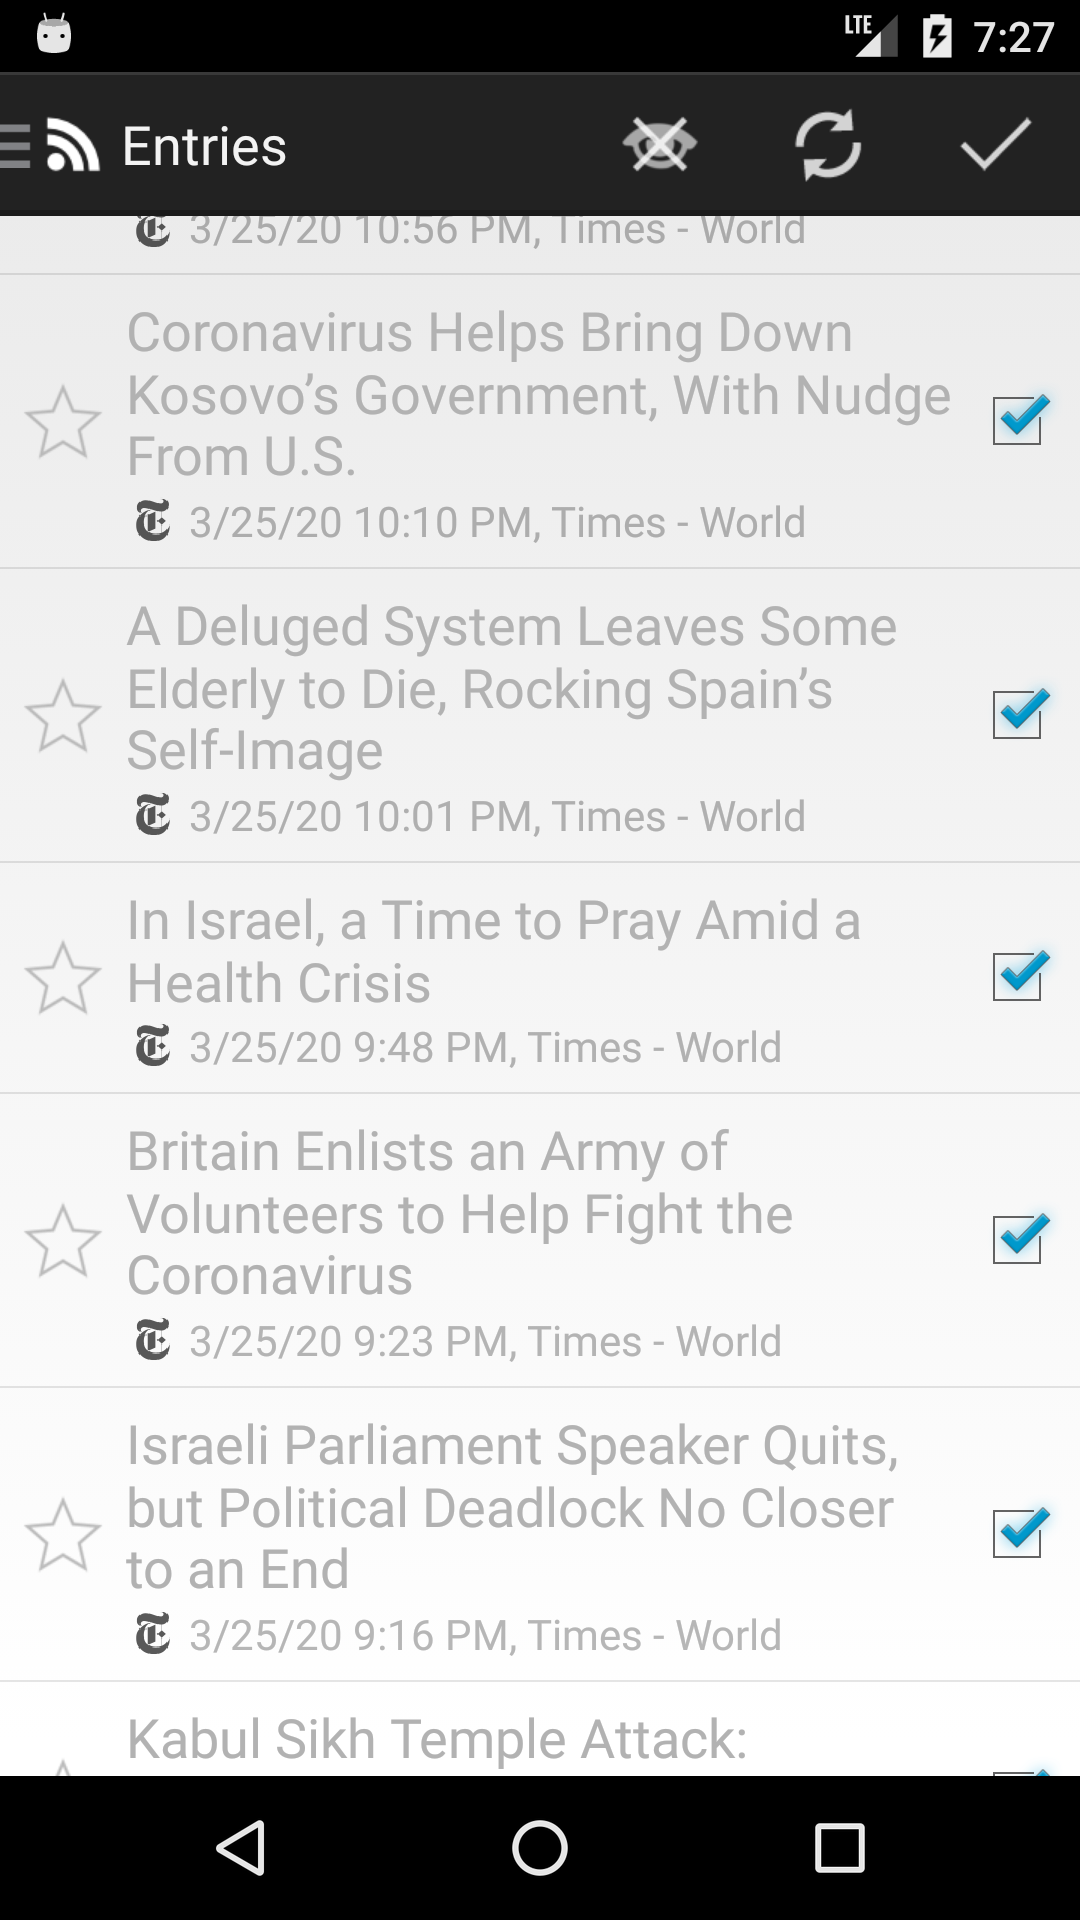 LTE 7:27
Entries
3/25/20 10:56 PM, Times - World
Coronavirus Helps Bring Down
Kosovo’s Government, With Nudge
From U.S.
3/25/20 10:10 PM, Times - World
A Deluged System Leaves Some
Elderly to Die, Rocking Spain’s
Self-Image
3/25/20 10:01 PM, Times - World
In Israel, a Time to Pray Amid a
Health Crisis
3/25/20 9:48 PM, Times - World
Britain Enlists an Army of
Volunteers to Help Fight the
Coronavirus
3/25/20 9:23 PM, Times - World
Israeli Parliament Speaker Quits,
but Political Deadlock No Closer
to an End
3/25/20 9:16 PM, Times - World
Kabul Sikh Temple Attack: